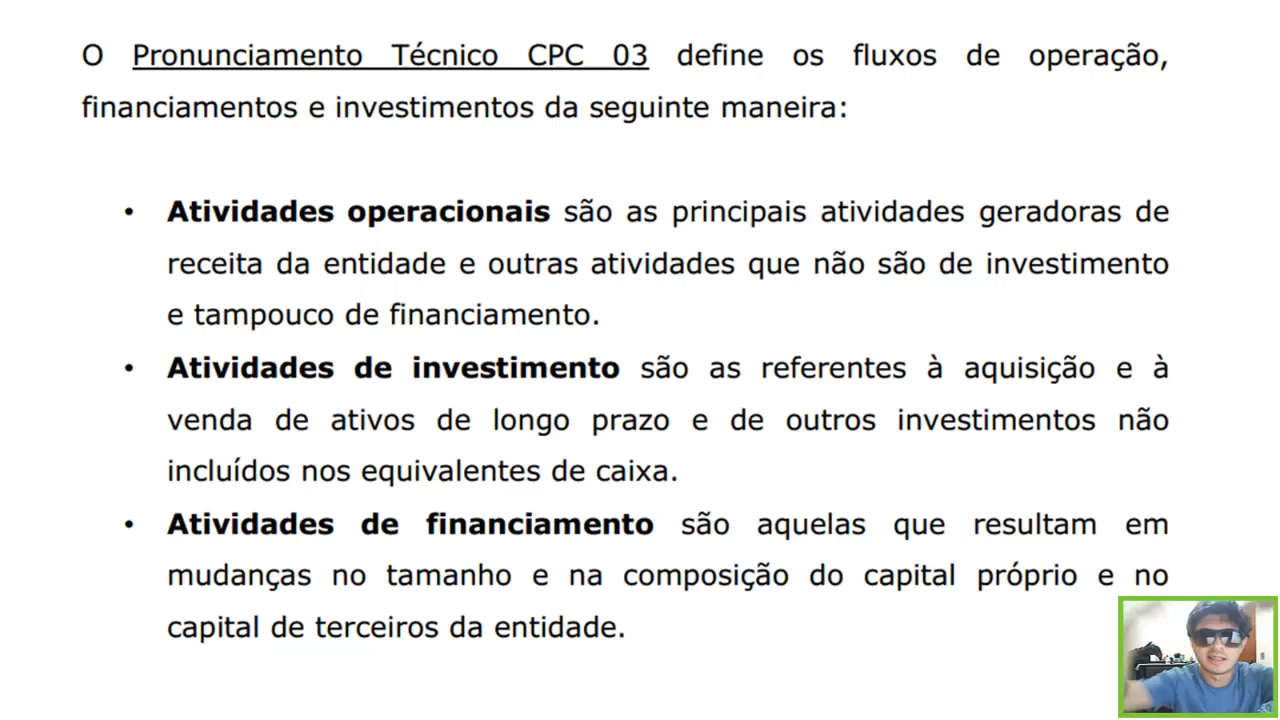 O Pronunciamento Técnico CPC 03 define os fluxos de operação,
financiamentos e investimentos da seguinte maneira:
• Atividades operacionais são as principais atividades geradoras de
receita da entidade e outras atividades que não são de investimento
e tampouco de financiamento.
• Atividades de investimento são as referentes à aquisição e à
venda de ativos de longo prazo e de outros investimentos não
incluídos nos equivalentes de caixa.
• Atividades de financiamento são aquelas que resultam em
mudanças no tamanho e na composição do capital próprio e no
capital de terceiros da entidade.